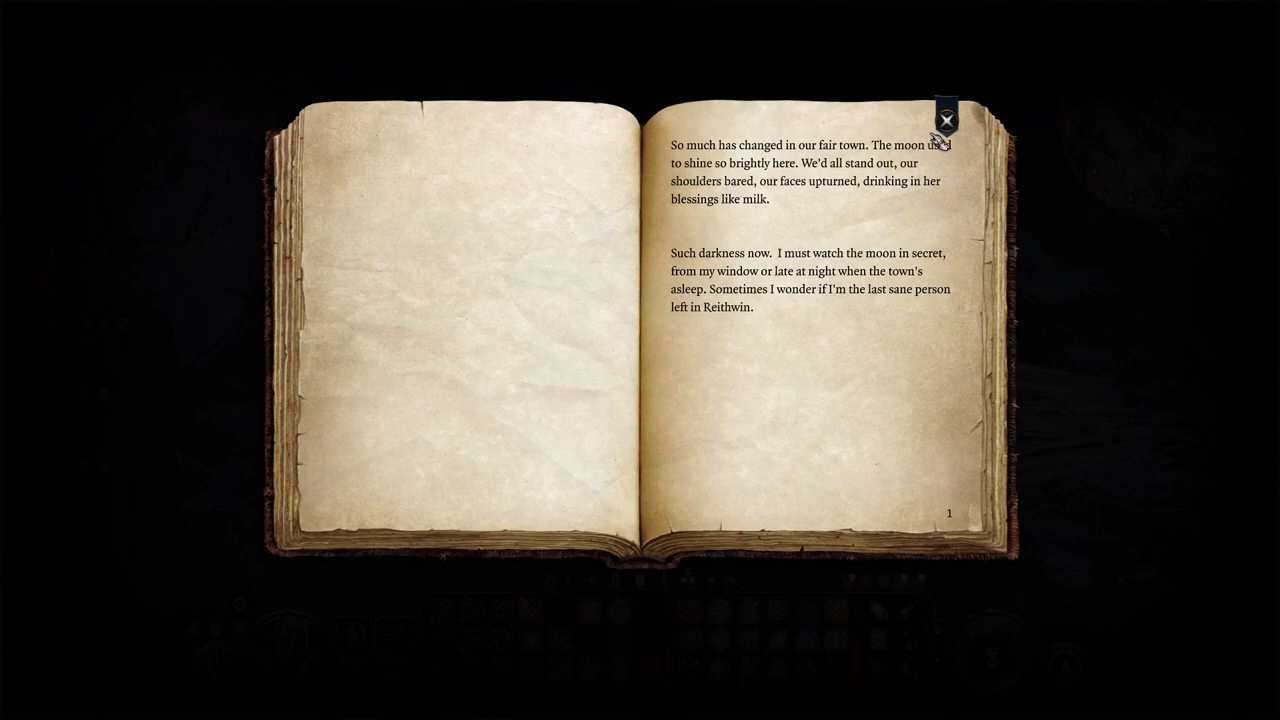 So much has changed in our fair town. The moon used
to shine so brightly here. We'd all stand out, our
shoulders bared, our faces upturned, drinking in her
blessings like milk.
Such darkness now. I must watch the moon in secret,
from my window or late at night when the town's
asleep. Sometimes I wonder if I'm the last sane person
left in Reithwin.
1